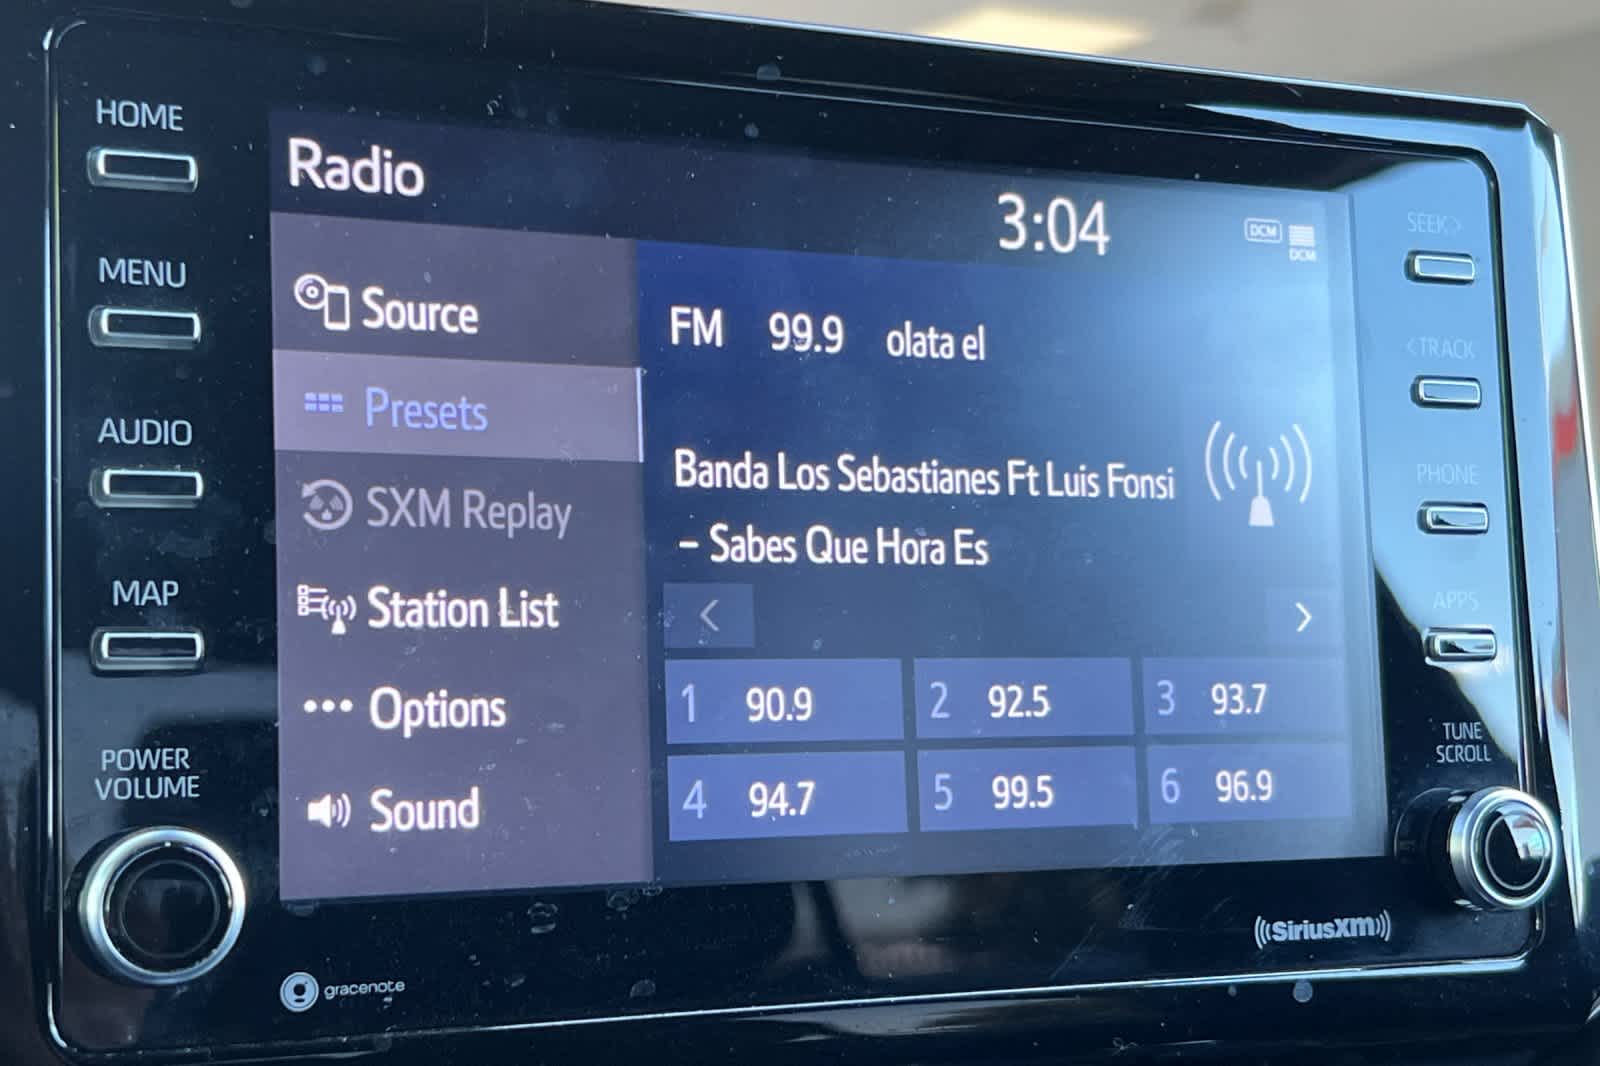 HOME
MENU
AUDIO
MAP
POWER
VOLUME
Radio
3:04
DCM
DCM
Source
Presets
SXM Replay
Station List
Options
Sound
FM 99.9 olata el
Banda Los Sebastianes Ft Luis Fonsi
– Sabes Que Hora Es
<
>
1 90.9
2 92.5
3 93.7
4 94.7
5 99.5
6 96.9
SEEK >
< TRACK
PHONE
APPS
TUNE
SCROLL
gracenote
SiriusXM